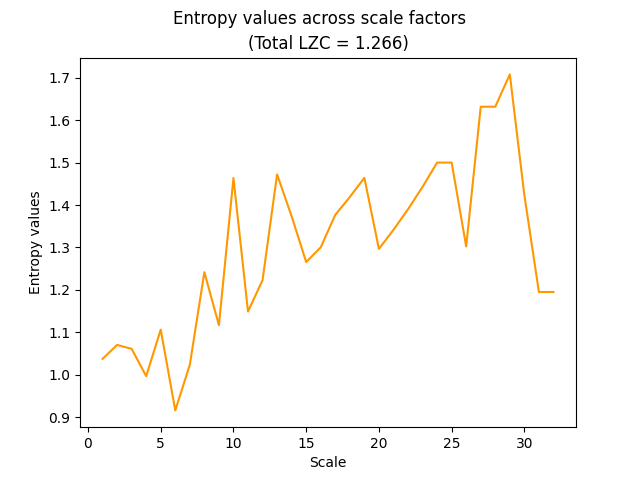 Entropy values across scale factors
(Total LZC = 1.266)
1.7
1.6
1.5
1.4
1.3
1.2
1.1
1.0
0.9
Entropy values
0 5 10 15 20 25 30
Scale